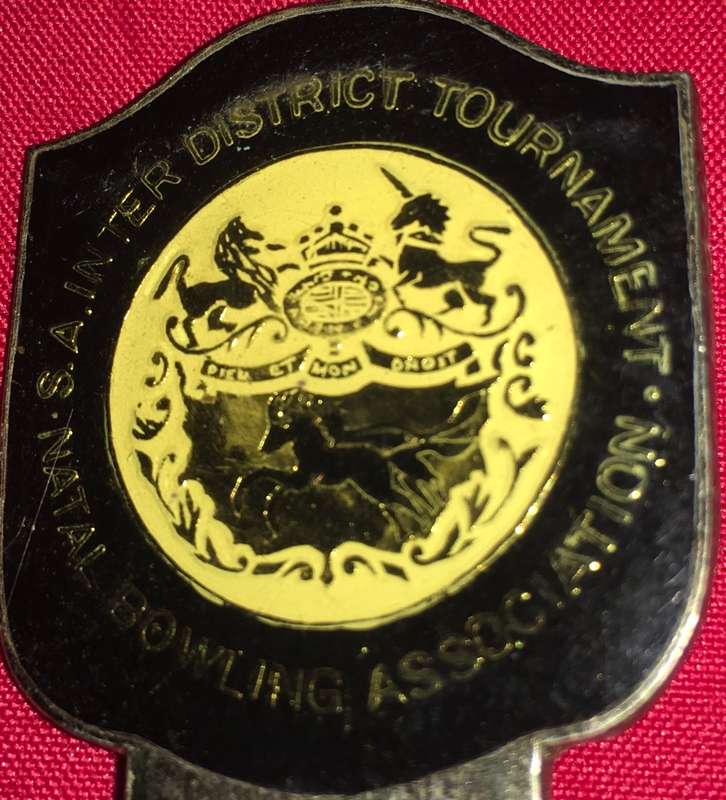 S.A. INTER DISTRICT TOURNAMENT.
NATAL BOWLING ASSOCIATION.
DIEU ET MON DROIT